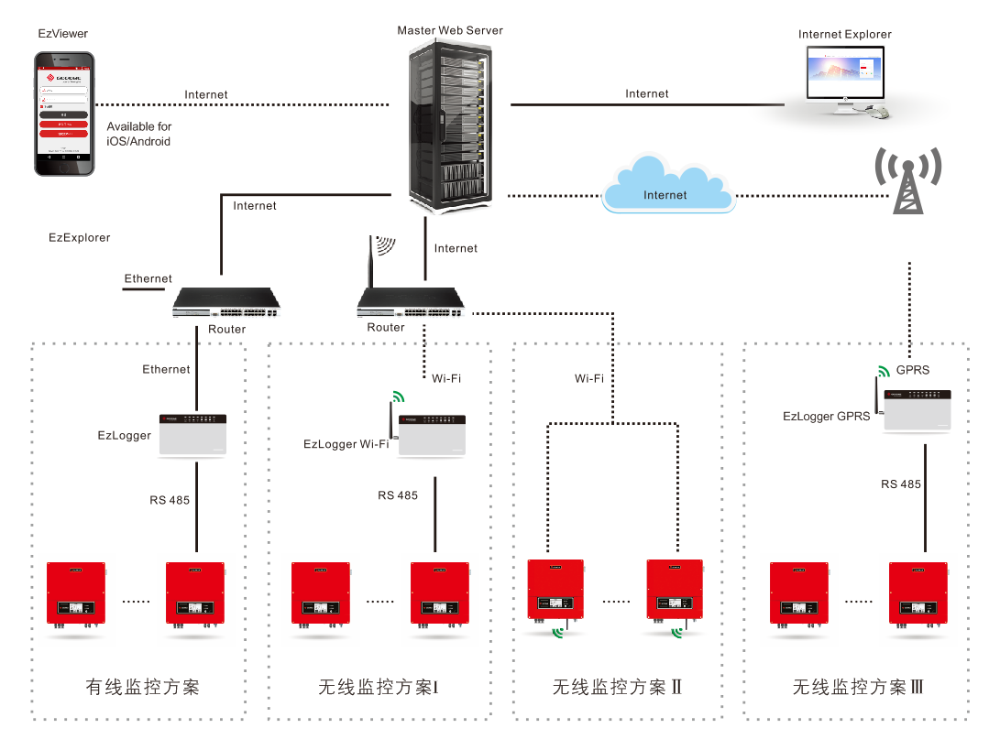 EzViewer
Master Web Server
Internet Explorer
Internet
Internet
Available for
iOS/Android
Internet
Internet
EzExplorer
Internet
Ethernet
Router
Router
Ethernet
Wi-Fi
Wi-Fi
GPRS
EzLogger
EzLogger Wi-Fi
EzLogger GPRS
RS 485
RS 485
RS 485
......
......
......
......
有线监控方案
无线监控方案Ⅰ
无线监控方案Ⅱ
无线监控方案Ⅲ